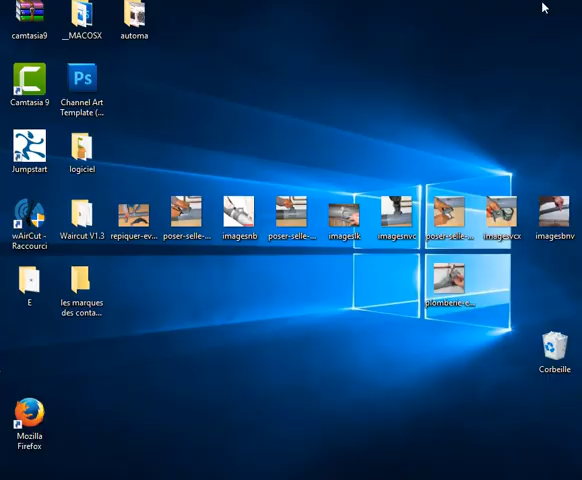 camtasia9
__MACOSX
automa
Camtasia 9
Channel Art
Template (...
Ps
Jumpstart
logiciel
wAirCut -
Raccourci
Waircut V1.3
repiquer-ev...
poser-selle-...
imagesnb
poser-selle-...
imageslk
imagesnvc
poser-selle-...
imagesvcx
imagesbnv
E
les marques
des conta...
plomberie-e...
Corbeille
Mozilla
Firefox